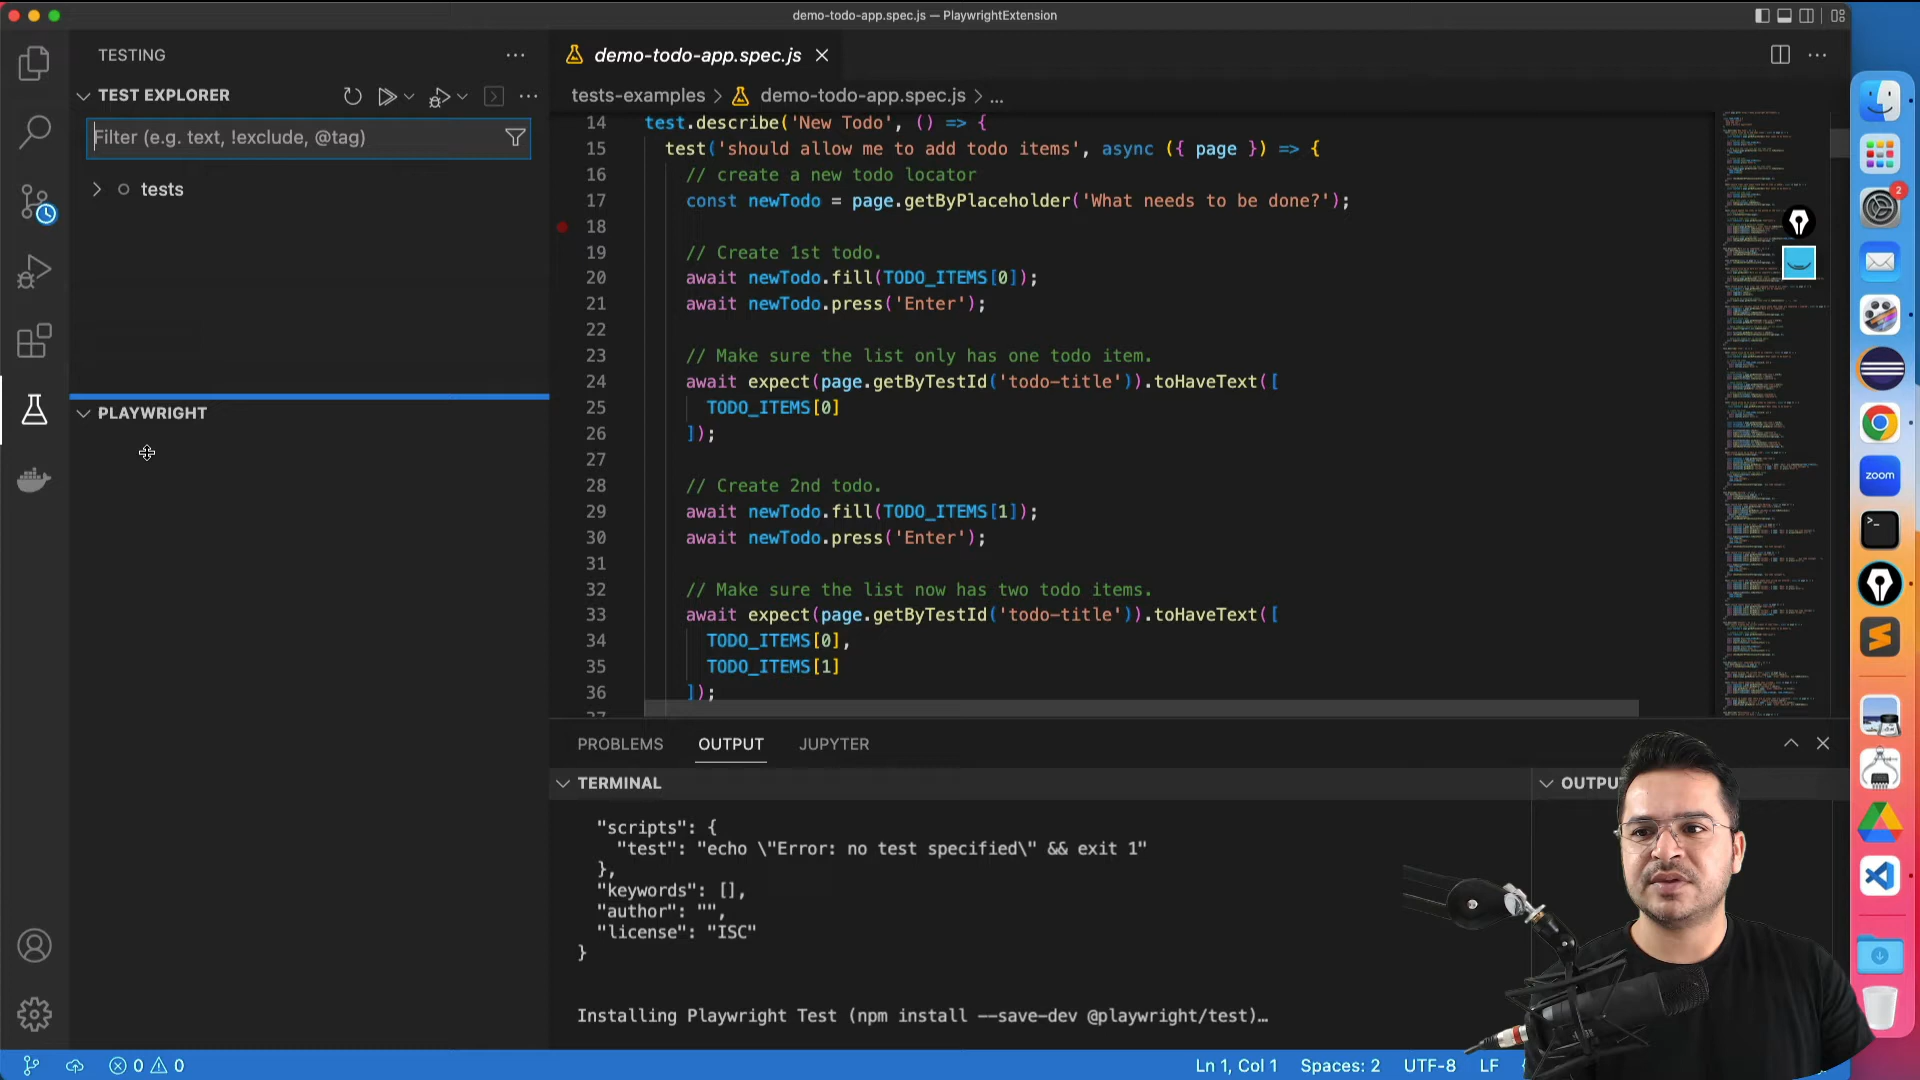 demo-todo-app.spec.js — PlaywrightExtension
TESTING
TEST EXPLORER
Filter (e.g. text, !exclude, @tag)
tests
PLAYWRIGHT
demo-todo-app.spec.js
tests-examples > demo-todo-app.spec.js > ...
14 test.describe('New Todo', () => {
15 test('should allow me to add todo items', async ({ page }) => {
16 // create a new todo locator
17 const newTodo = page.getByPlaceholder('What needs to be done?');
18
19 // Create 1st todo.
20 await newTodo.fill(TODO_ITEMS[0]);
21 await newTodo.press('Enter');
22
23 // Make sure the list only has one todo item.
24 await expect(page.getByTestId('todo-title')).toHaveText([
25 TODO_ITEMS[0]
26 ]);
27
28 // Create 2nd todo.
29 await newTodo.fill(TODO_ITEMS[1]);
30 await newTodo.press('Enter');
31
32 // Make sure the list now has two todo items.
33 await expect(page.getByTestId('todo-title')).toHaveText([
34 TODO_ITEMS[0],
35 TODO_ITEMS[1]
36 ]);
PROBLEMS OUTPUT JUPYTER
TERMINAL
"scripts": {
"test": "echo \"Error: no test specified\" && exit 1"
},
"keywords": [],
"author": "",
"license": "ISC"
}
Installing Playwright Test (npm install --save-dev @playwright/test)…
0 0
Ln 1, Col 1 Spaces: 2 UTF-8 LF
2
zoom